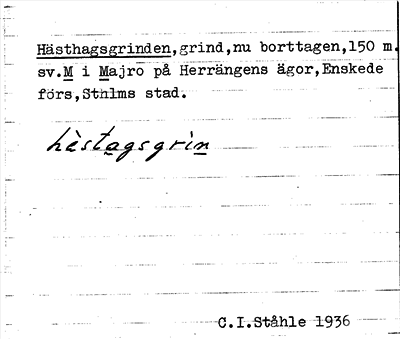 Hästhagsgrinden,grind,nu borttagen,150 m.
sv.M i Majro på Herrängens ägor,Enskede
förs,Sthlms stad.
hèstagsgrin
C.I.Ståhle 1936